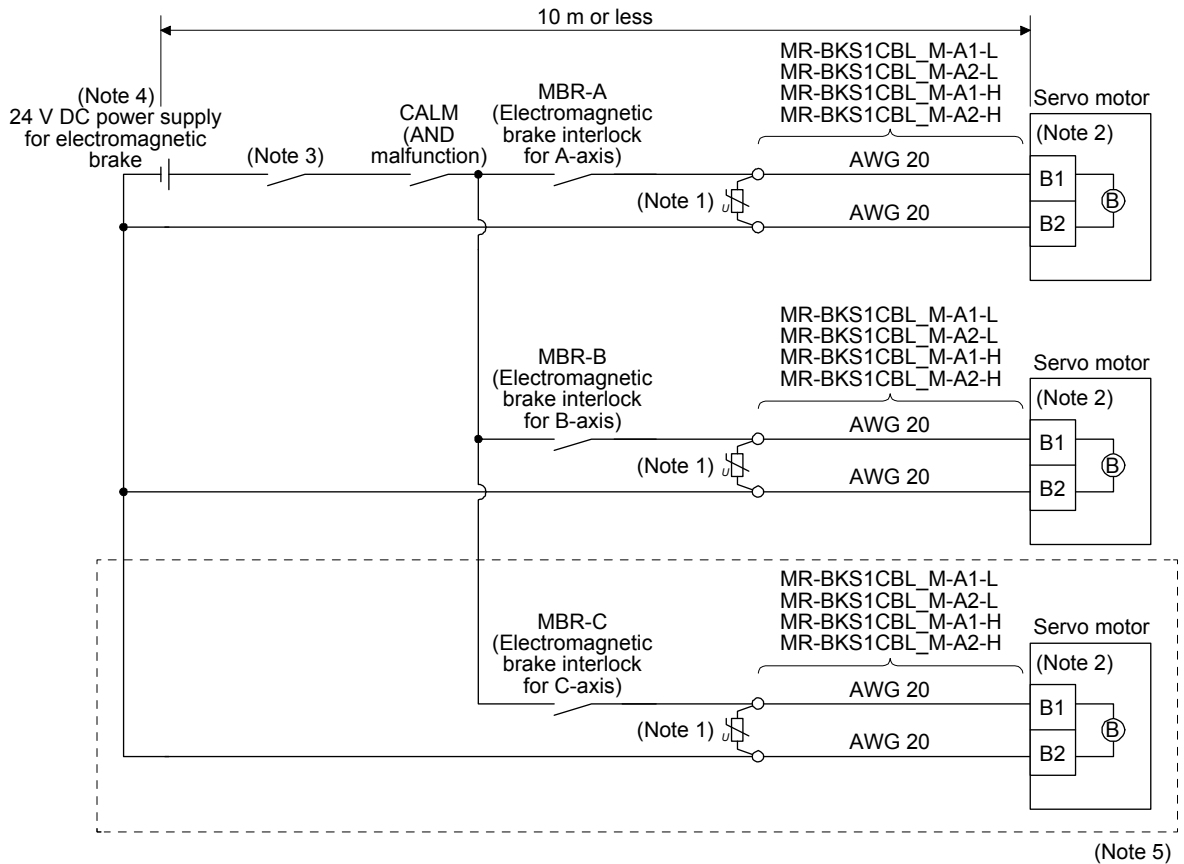 10 m or less
(Note 4)
24 V DC power supply
for electromagnetic
brake
(Note 3)
CALM
(AND
malfunction)
MBR-A
(Electromagnetic
brake interlock
for A-axis)
MR-BKS1CBL_M-A1-L
MR-BKS1CBL_M-A2-L
MR-BKS1CBL_M-A1-H
MR-BKS1CBL_M-A2-H
Servo motor
(Note 2)
AWG 20
B1
B
(Note 1)
U
AWG 20
B2
MBR-B
(Electromagnetic
brake interlock
for B-axis)
MR-BKS1CBL_M-A1-L
MR-BKS1CBL_M-A2-L
MR-BKS1CBL_M-A1-H
MR-BKS1CBL_M-A2-H
Servo motor
(Note 2)
AWG 20
B1
B
(Note 1)
U
AWG 20
B2
MBR-C
(Electromagnetic
brake interlock
for C-axis)
MR-BKS1CBL_M-A1-L
MR-BKS1CBL_M-A2-L
MR-BKS1CBL_M-A1-H
MR-BKS1CBL_M-A2-H
Servo motor
(Note 2)
AWG 20
B1
B
(Note 1)
U
AWG 20
B2
(Note 5)